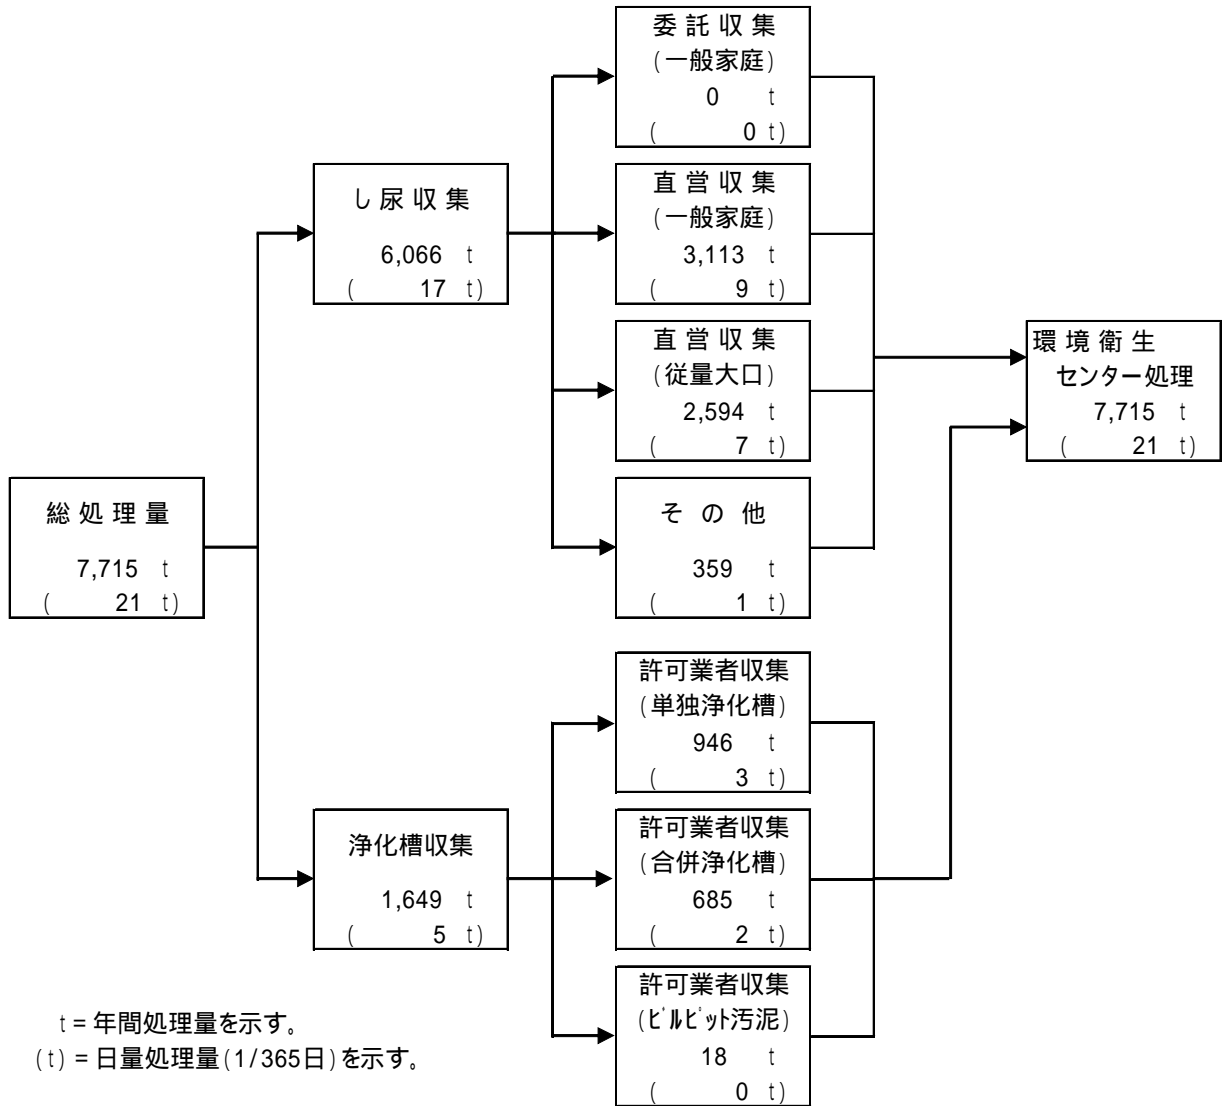 総処理量
7,715 t
( 21 t)
し尿収集
6,066 t
( 17 t)
浄化槽収集
1,649 t
( 5 t)
委託収集
(一般家庭)
0 t
( 0 t)
直営収集
(一般家庭)
3,113 t
( 9 t)
直営収集
(従量大口)
2,594 t
( 7 t)
その他
359 t
( 1 t)
許可業者収集
(単独浄化槽)
946 t
( 3 t)
許可業者収集
(合併浄化槽)
685 t
( 2 t)
許可業者収集
(ﾋﾞﾙﾋﾟｯﾄ汚泥)
18 t
( 0 t)
環境衛生
センター処理
7,715 t
( 21 t)
t = 年間処理量を示す。
(t) = 日量処理量(1/365日)を示す。